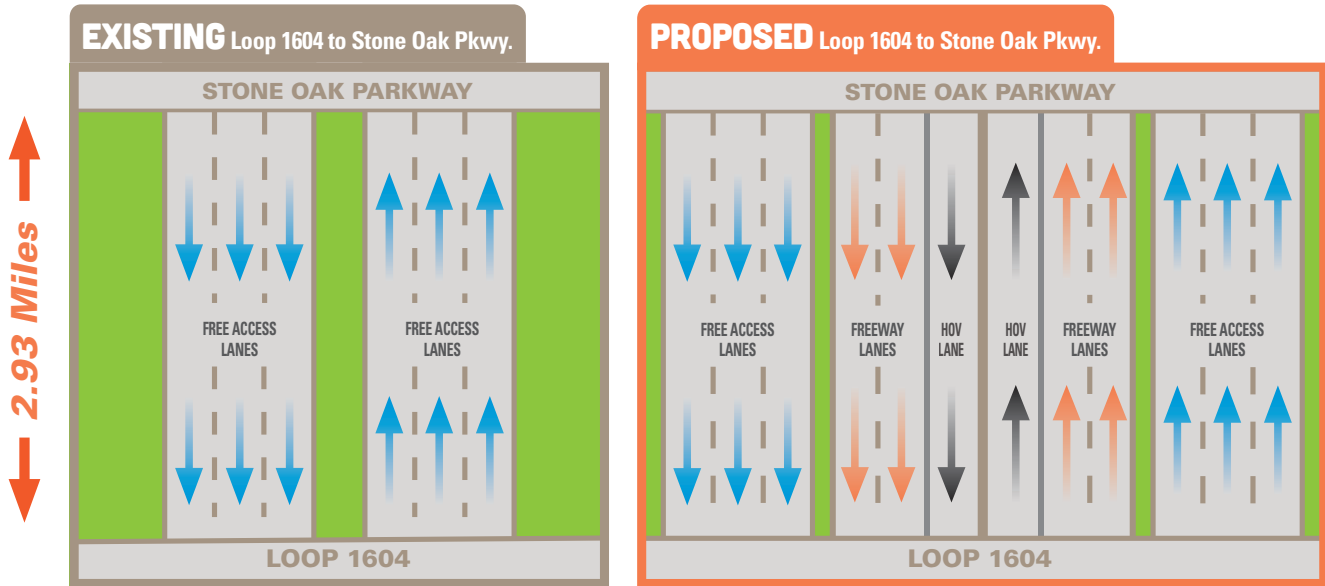 EXISTING Loop 1604 to Stone Oak Pkwy.
STONE OAK PARKWAY
2.93 Miles
FREE ACCESS
LANES
FREE ACCESS
LANES
LOOP 1604
PROPOSED Loop 1604 to Stone Oak Pkwy.
STONE OAK PARKWAY
FREE ACCESS
LANES
FREEWAY
LANES
HOV
LANE
HOV
LANE
FREEWAY
LANES
FREE ACCESS
LANES
LOOP 1604